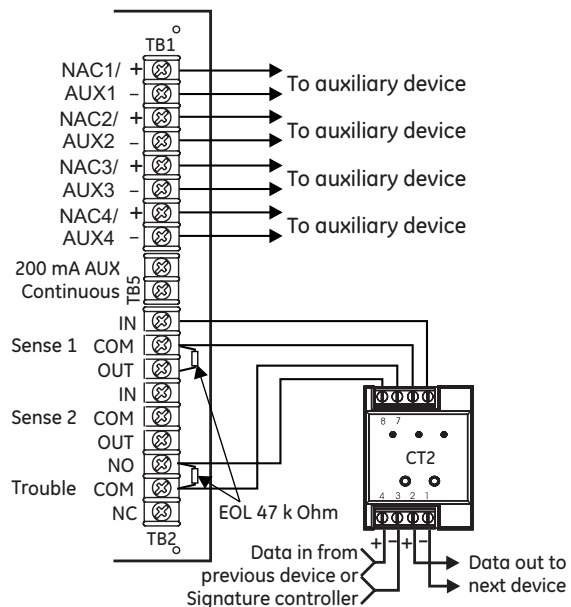 TB1
NAC1/ +
AUX1 –
To auxiliary device
NAC2/ +
AUX2 –
To auxiliary device
NAC3/ +
AUX3 –
To auxiliary device
NAC4/ +
AUX4 –
To auxiliary device
200 mA AUX
Continuous
TB5
IN
Sense 1 COM
OUT
IN
Sense 2 COM
OUT
NO
Trouble COM
NC
TB2
EOL 47 k Ohm
8 7
CT2
4 3 2 1
+ – + –
Data in from
previous device or
Signature controller
Data out to
next device